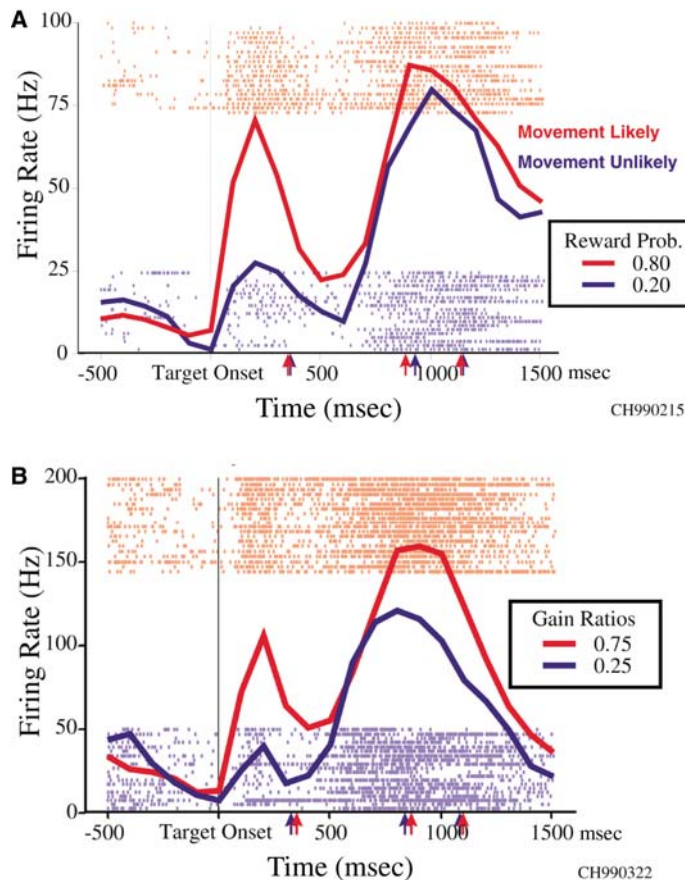 A
Firing Rate (Hz)
100
75
50
25
0
Movement Likely
Movement Unlikely
Reward Prob.
0.80
0.20
-500 Target Onset 500 1000 1500 msec
Time (msec)
CH990215
B
Firing Rate (Hz)
200
150
100
50
0
Gain Ratios
0.75
0.25
-500 Target Onset 500 1000 1500 msec
Time (msec)
CH990322